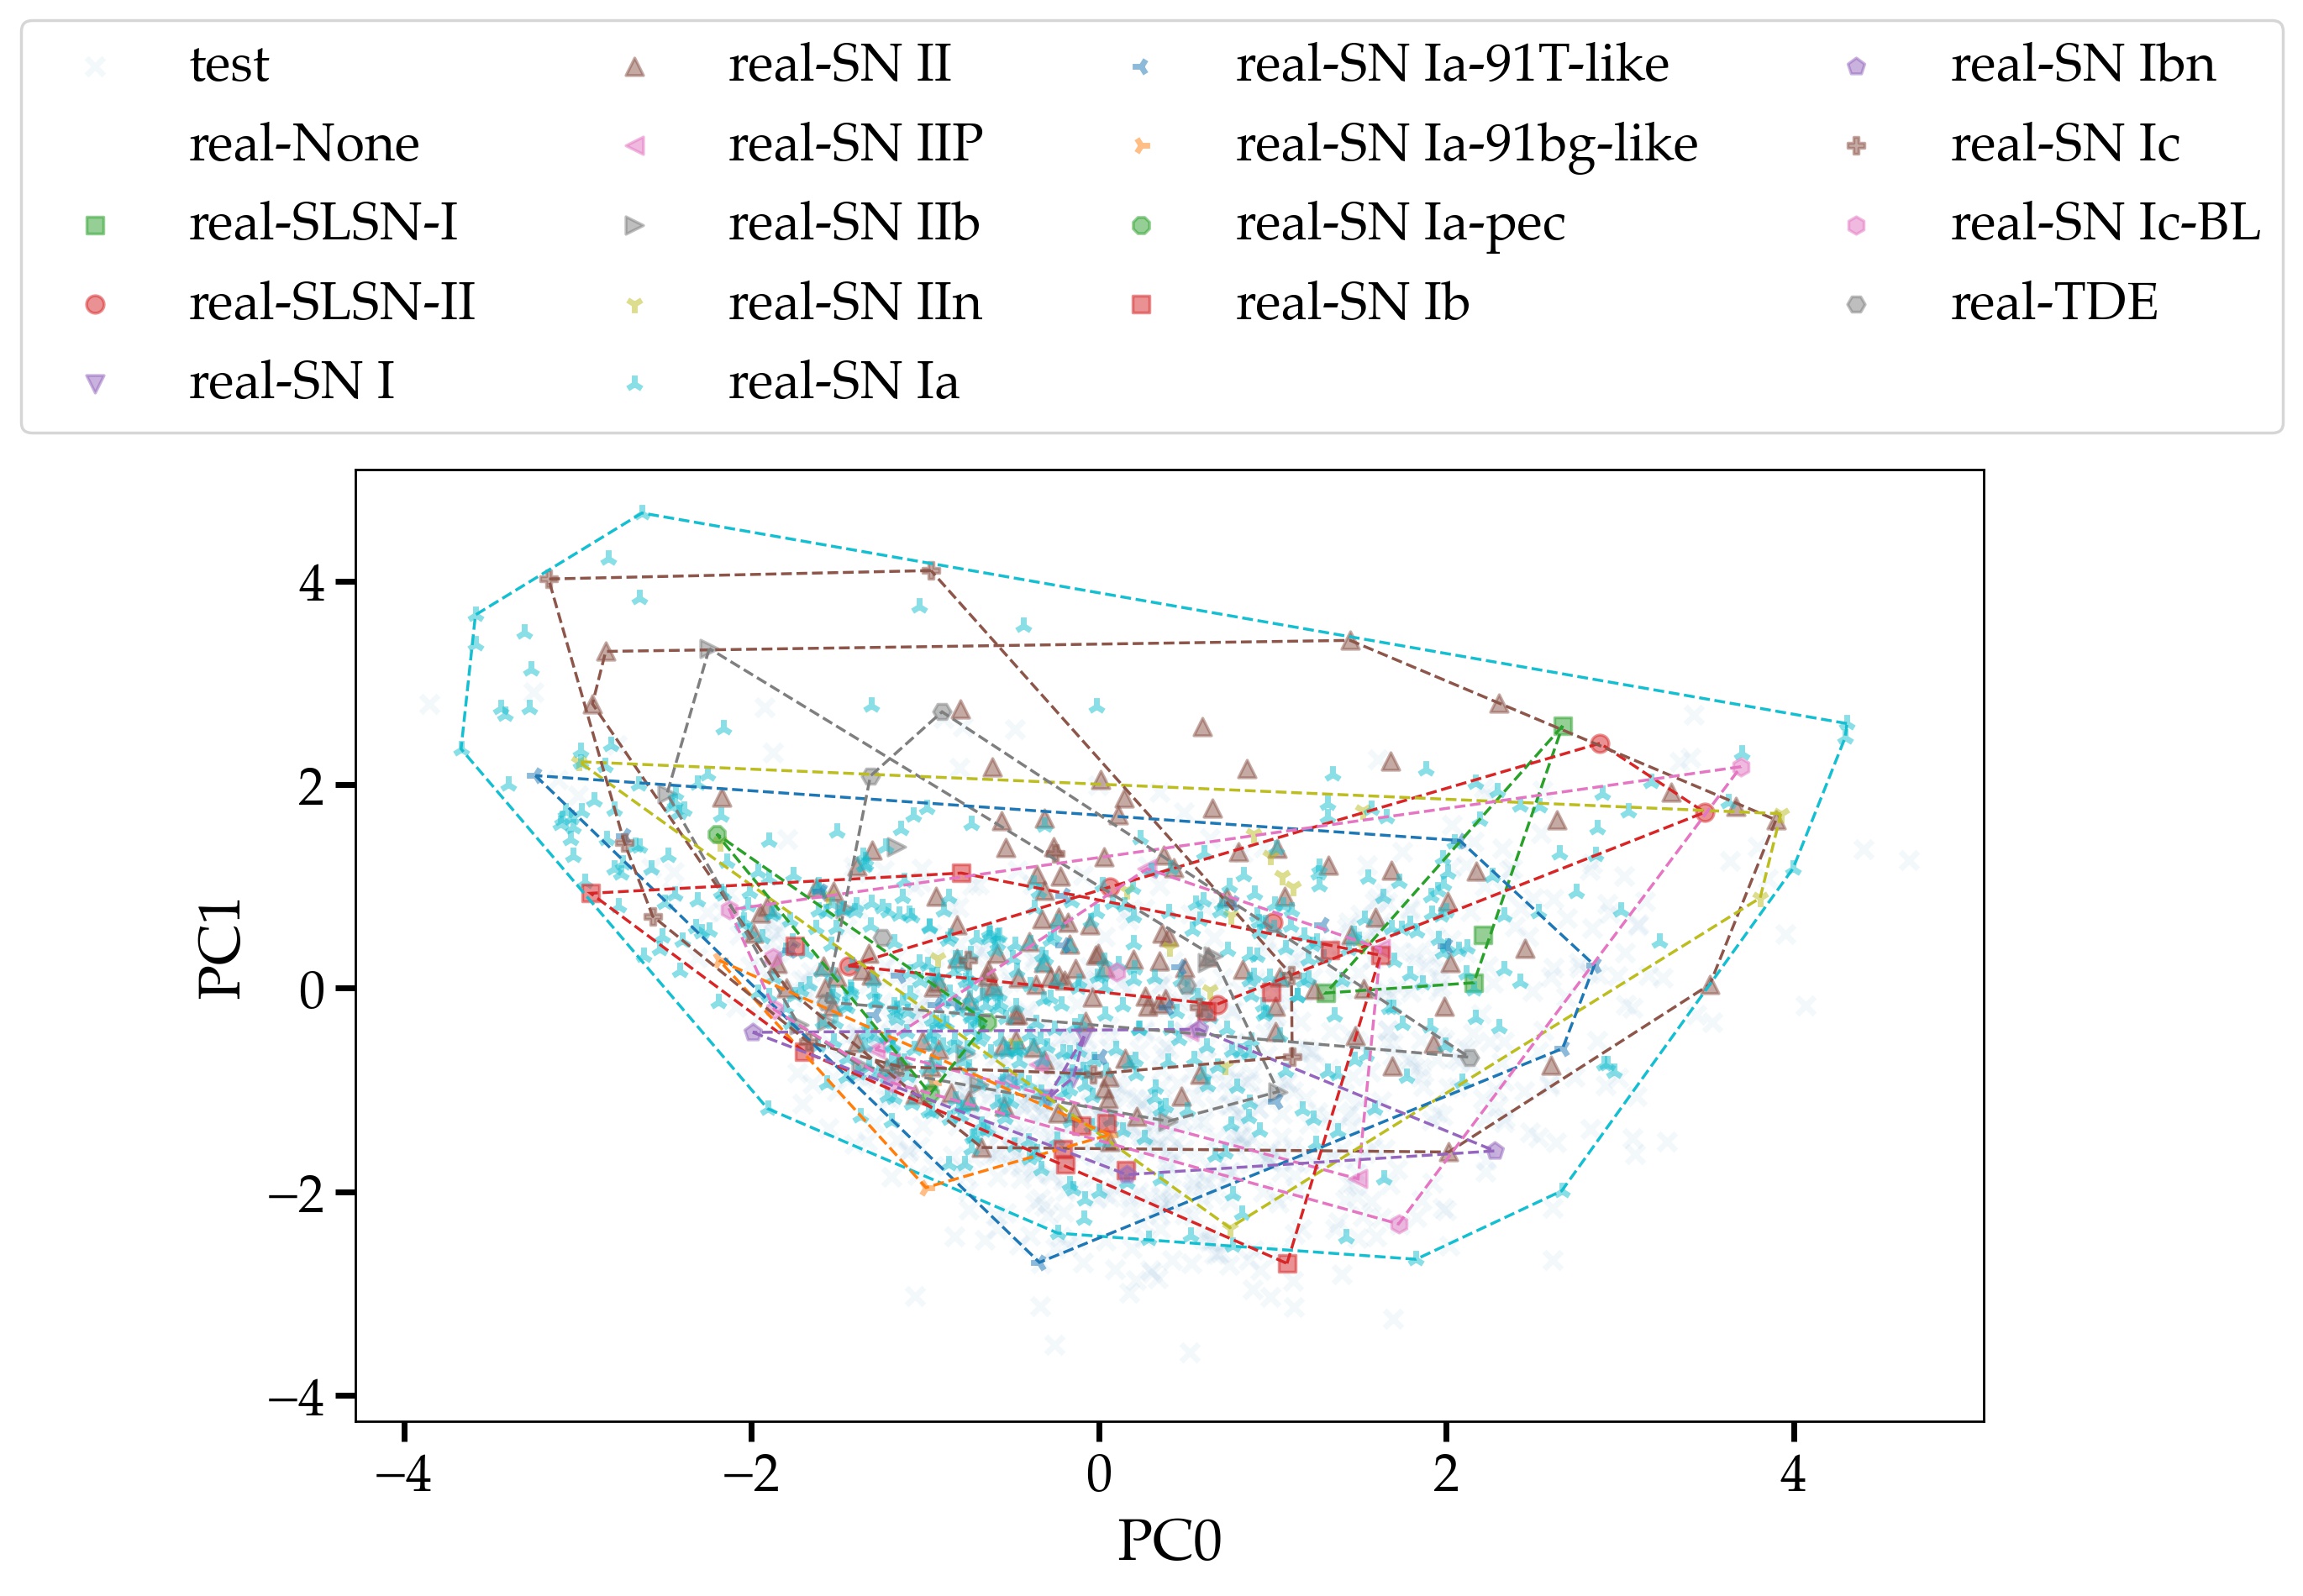 test
real-None
real-SLSN-I
real-SLSN-II
real-SN I
real-SN II
real-SN IIP
real-SN IIb
real-SN IIn
real-SN Ia
real-SN Ia-91T-like
real-SN Ia-91bg-like
real-SN Ia-pec
real-SN Ib
real-SN Ibn
real-SN Ic
real-SN Ic-BL
real-TDE
PC1
4
2
0
−2
−4
−4
−2
0
2
4
PC0